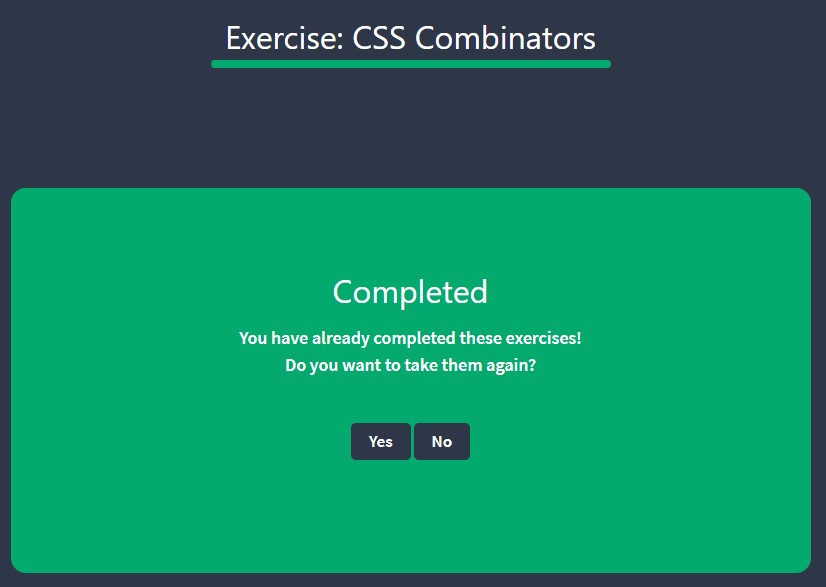 Exercise: CSS Combinators
Completed
You have already completed these exercises!
Do you want to take them again?
Yes No